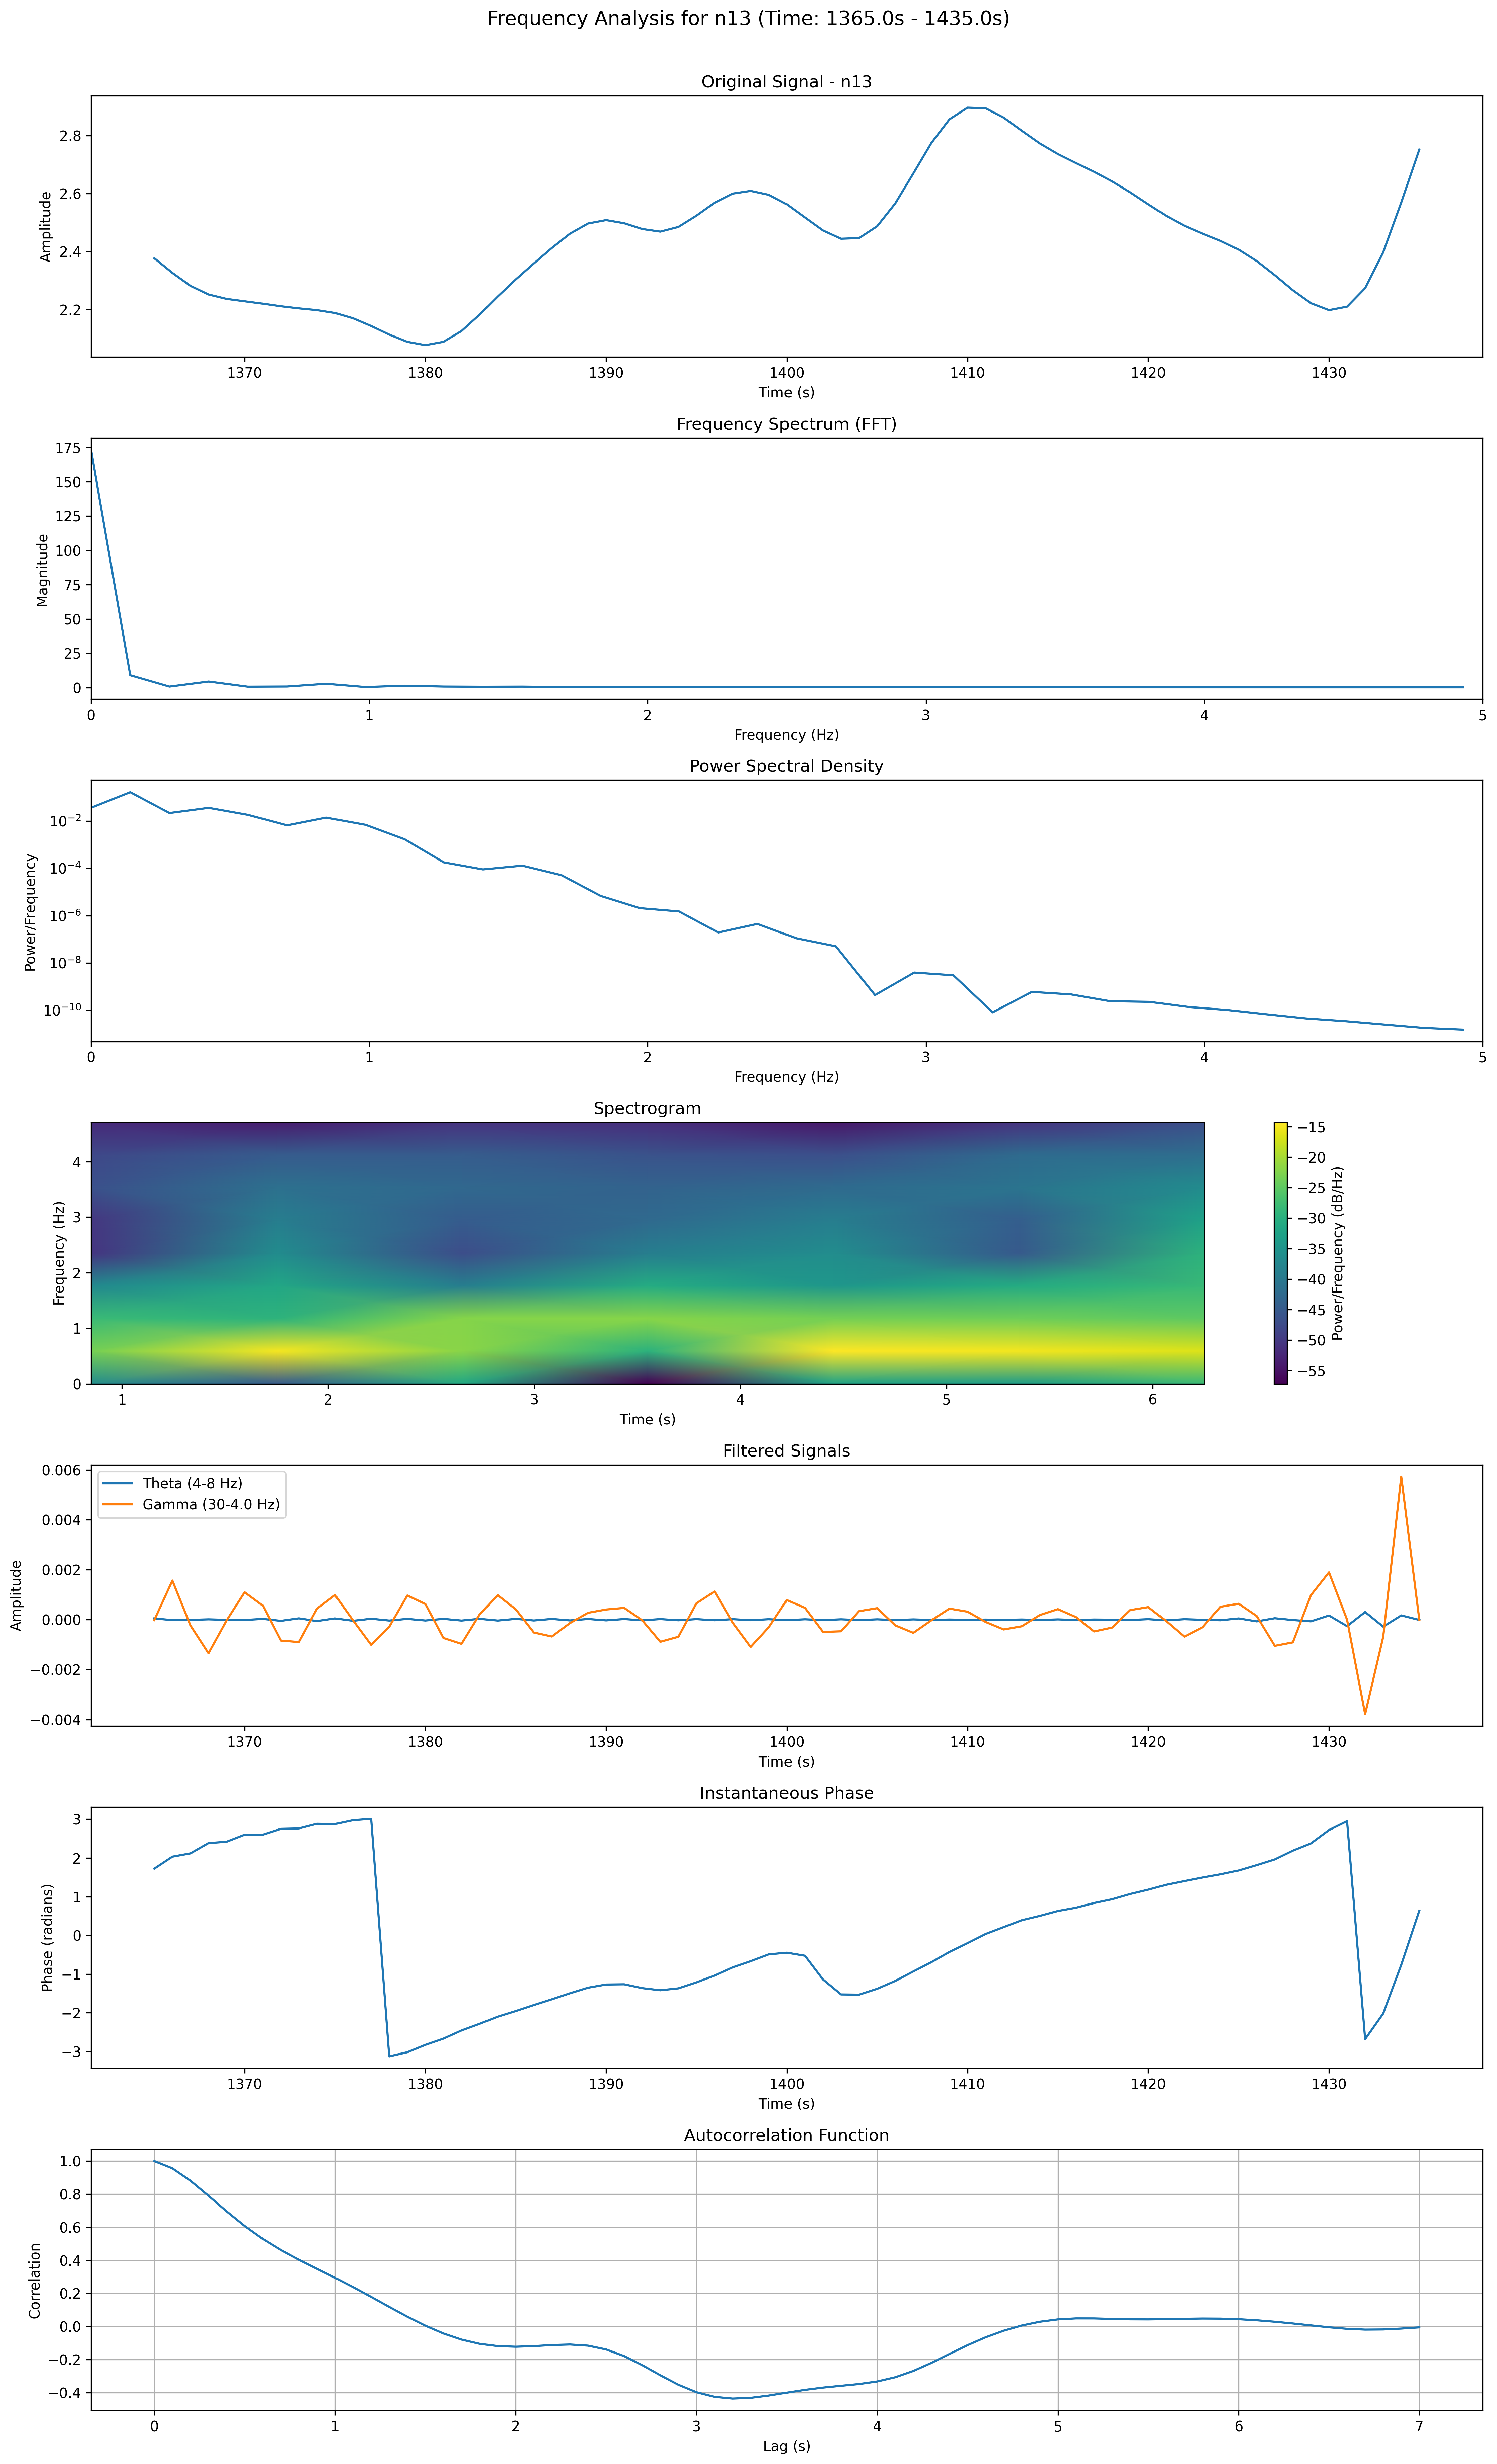 Frequency Analysis for n13 (Time: 1365.0s - 1435.0s)
Original Signal - n13
Amplitude
2.8
2.6
2.4
2.2
1370 1380 1390 1400 1410 1420 1430
Time (s)
Frequency Spectrum (FFT)
Magnitude
175
150
125
100
75
50
25
0
0 1 2 3 4 5
Frequency (Hz)
Power Spectral Density
Power/Frequency
10⁻²
10⁻⁴
10⁻⁶
10⁻⁸
10⁻¹⁰
0 1 2 3 4 5
Frequency (Hz)
Spectrogram
Frequency (Hz)
4
3
2
1
0
1 2 3 4 5 6
Time (s)
−15
−20
−25
−30
−35
−40
−45
−50
−55
Power/Frequency (dB/Hz)
Filtered Signals
Theta (4-8 Hz)
Gamma (30-4.0 Hz)
Amplitude
0.006
0.004
0.002
0.000
−0.002
−0.004
1370 1380 1390 1400 1410 1420 1430
Time (s)
Instantaneous Phase
Phase (radians)
3
2
1
0
−1
−2
−3
1370 1380 1390 1400 1410 1420 1430
Time (s)
Autocorrelation Function
Correlation
1.0
0.8
0.6
0.4
0.2
0.0
−0.2
−0.4
0 1 2 3 4 5 6 7
Lag (s)